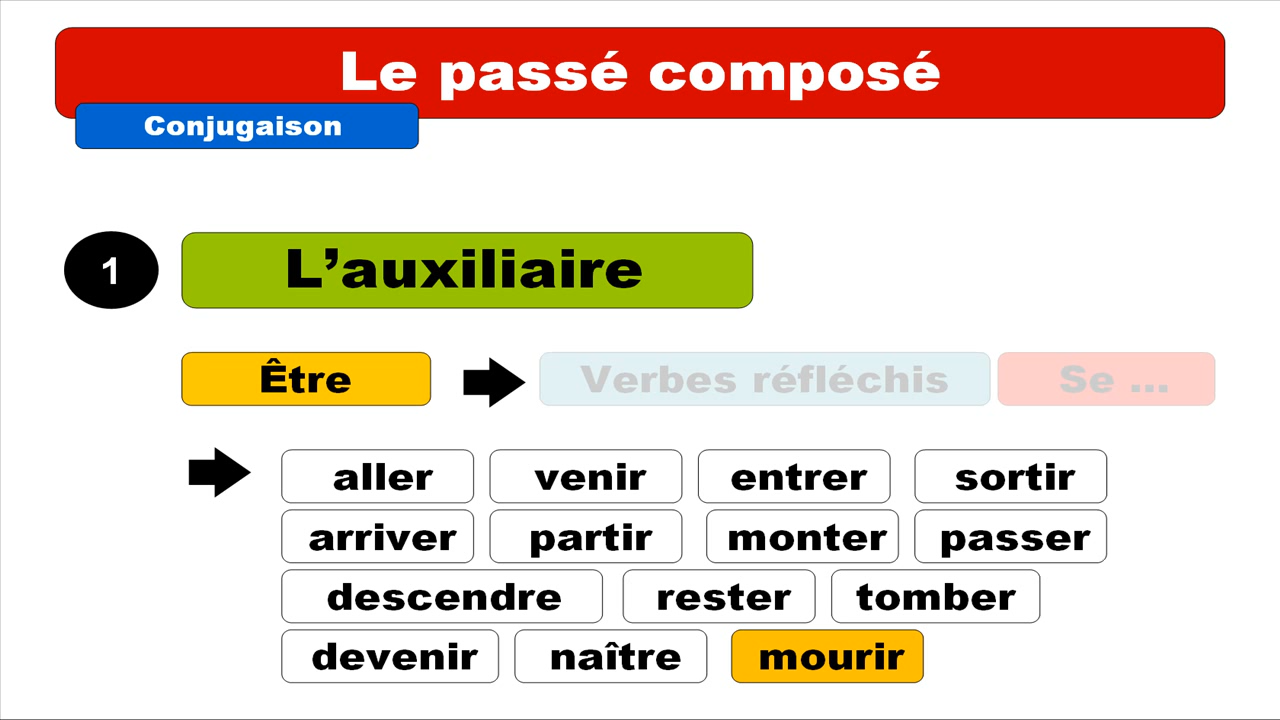 Le passé composé
Conjugaison
1
L’auxiliaire
Être
Verbes réfléchis
Se ...
aller venir entrer sortir
arriver partir monter passer
descendre rester tomber
devenir naître mourir